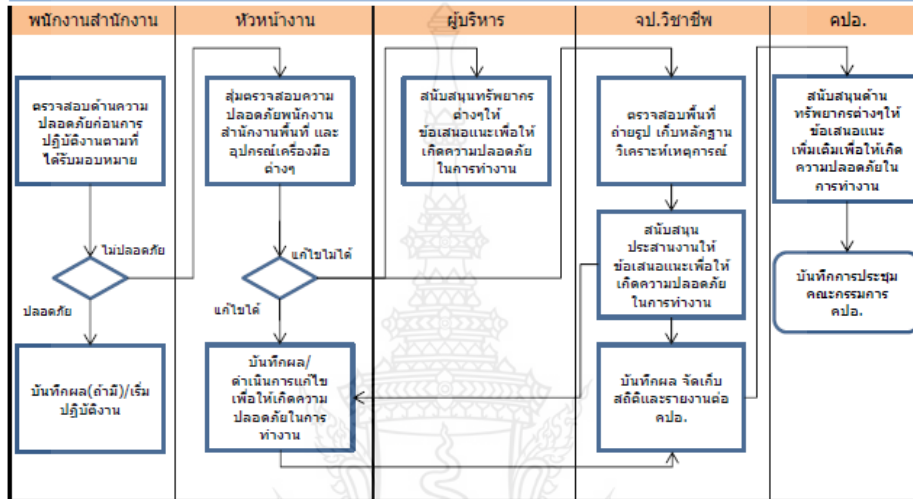 พนักงานสำนักงาน
หัวหน้างาน
ผู้บริหาร
จป.วิชาชีพ
คปอ.
ตรวจสอบด้านความ
ปลอดภัยก่อนการ
ปฏิบัติงานตามที่
ได้รับมอบหมาย
ไม่ปลอดภัย
ปลอดภัย
บันทึกผล(ถ้ามี)/เริ่ม
ปฏิบัติงาน
สุ่มตรวจสอบความ
ปลอดภัยพนักงาน
สำนักงานพื้นที่ และ
อุปกรณ์เครื่องมือ
ต่างๆ
แก้ไขไม่ได้
แก้ไขได้
บันทึกผล/
ดำเนินการแก้ไข
เพื่อให้เกิดความ
ปลอดภัยในการ
ทำงาน
สนับสนุนทรัพยากร
ต่างๆให้
ข้อเสนอแนะเพื่อให้
เกิดความปลอดภัย
ในการทำงาน
ตรวจสอบพื้นที่
ถ่ายรูป เก็บหลักฐาน
วิเคราะห์เหตุการณ์
สนับสนุน
ประสานงานให้
ข้อเสนอแนะเพื่อให้
เกิดความปลอดภัย
ในการทำงาน
บันทึกผล จัดเก็บ
สถิติและรายงานต่อ
คปอ.
สนับสนุนด้าน
ทรัพยากรต่างๆให้
ข้อเสนอแนะ
เพิ่มเติมเพื่อให้เกิด
ความปลอดภัยใน
การทำงาน
บันทึกการประชุม
คณะกรรมการ
คปอ.